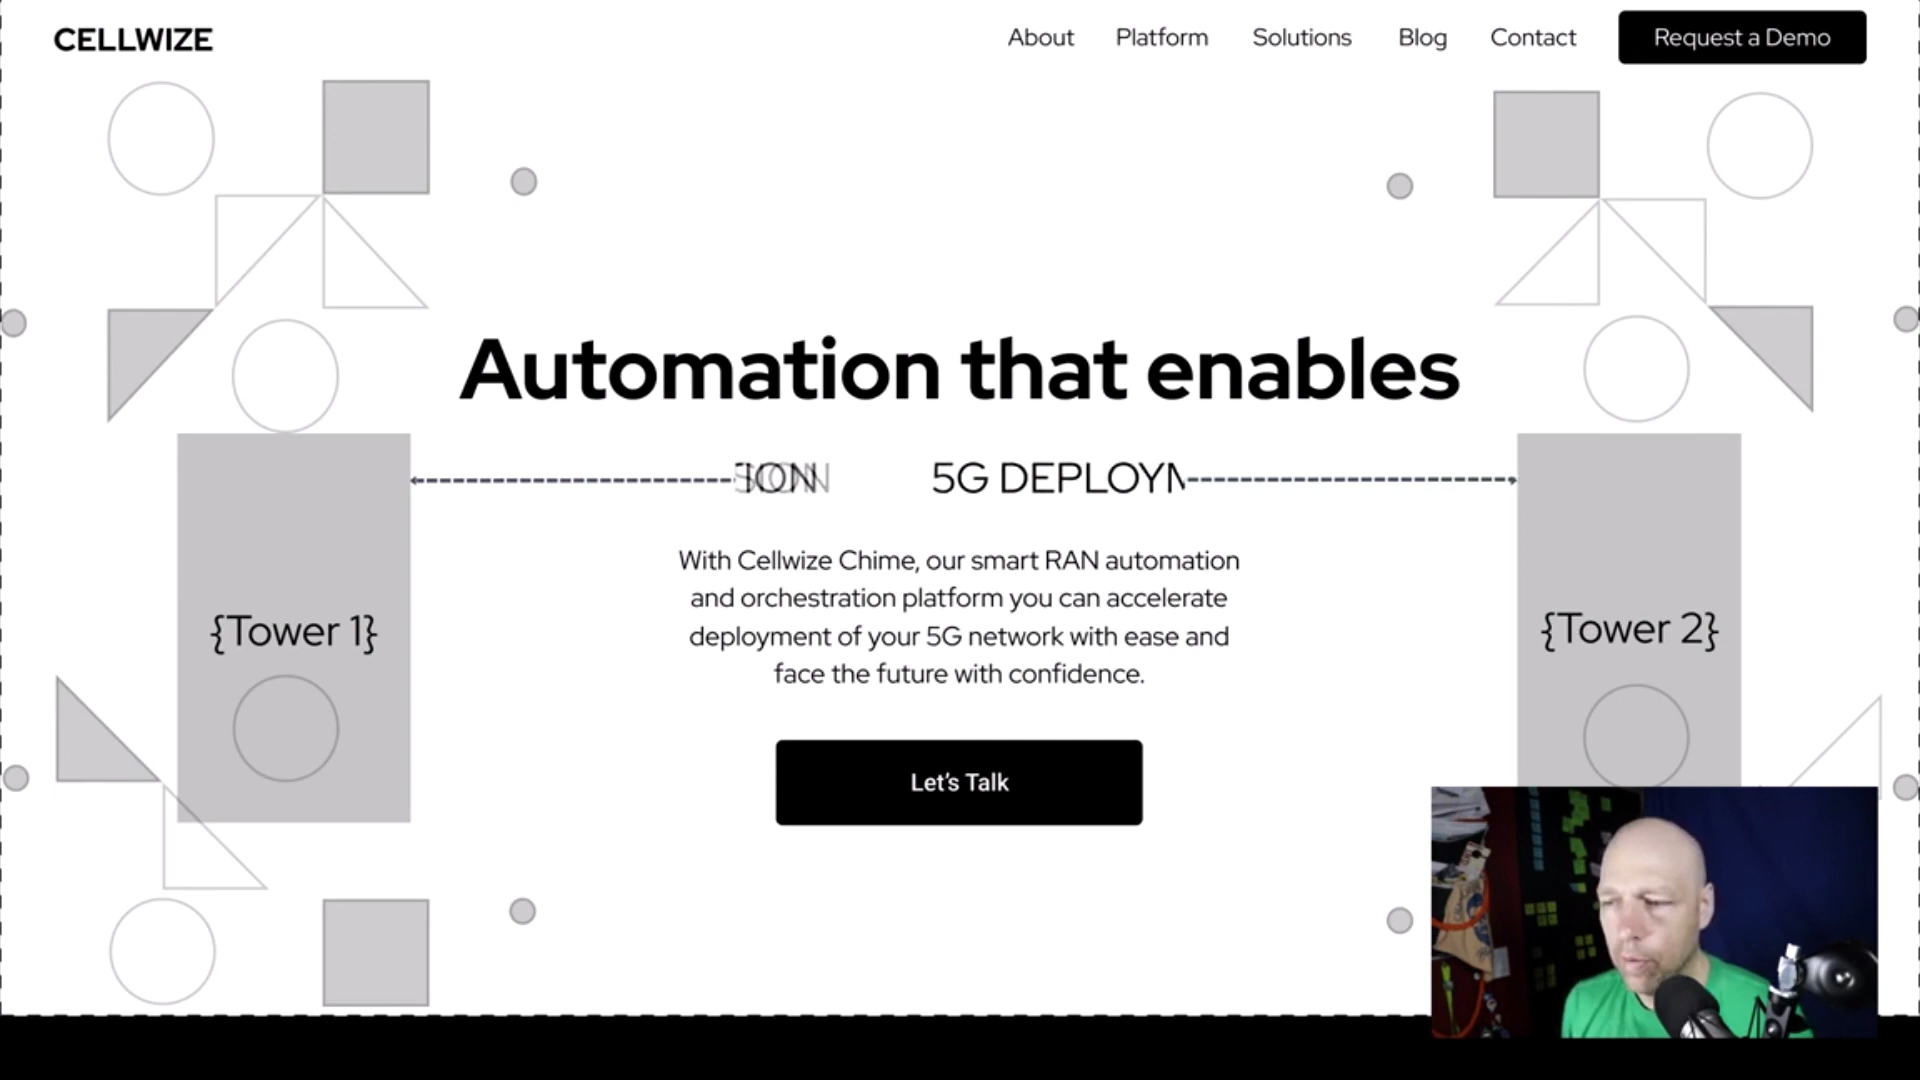 CELLWIZE
About Platform Solutions Blog Contact Request a Demo
Automation that enables
5G DEPLOYM
With Cellwize Chime, our smart RAN automation
and orchestration platform you can accelerate
deployment of your 5G network with ease and
face the future with confidence.
{Tower 1}
{Tower 2}
Let's Talk